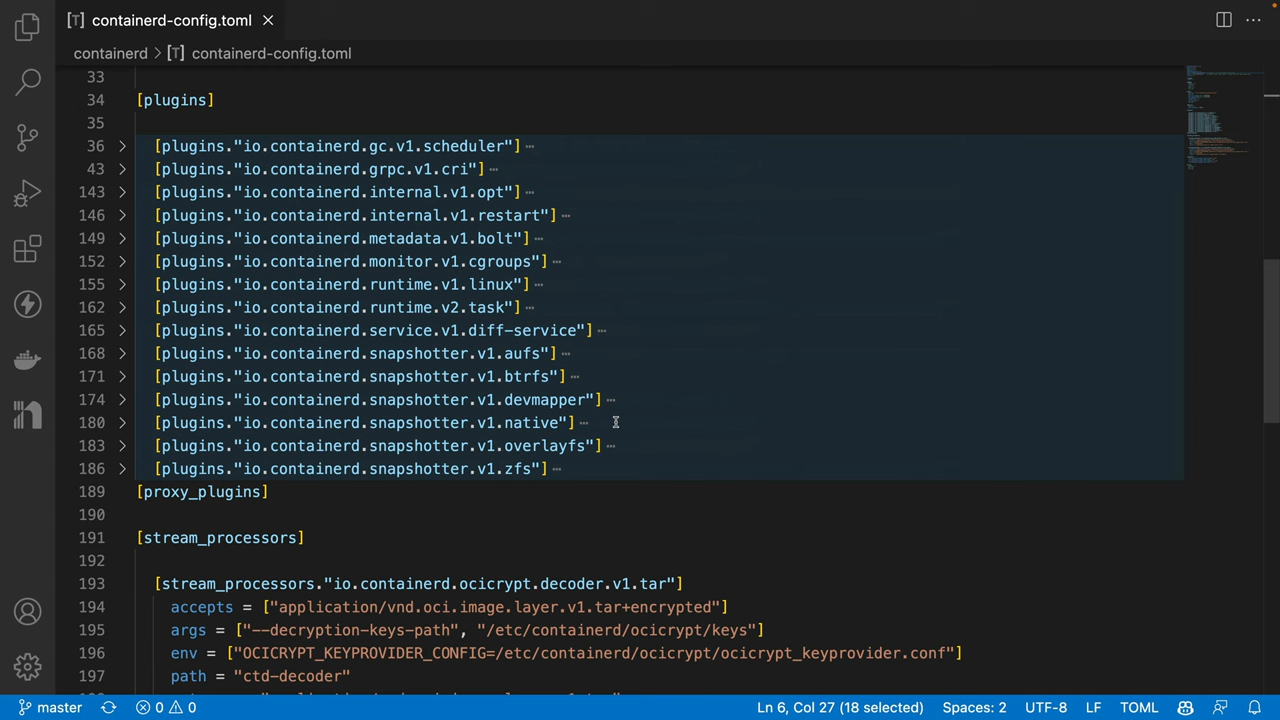 [T] containerd-config.toml ×
containerd > [T] containerd-config.toml
33
34 [plugins]
35
36 > [plugins."io.containerd.gc.v1.scheduler"] ⋯
43 > [plugins."io.containerd.grpc.v1.cri"] ⋯
143 > [plugins."io.containerd.internal.v1.opt"] ⋯
146 > [plugins."io.containerd.internal.v1.restart"] ⋯
149 > [plugins."io.containerd.metadata.v1.bolt"] ⋯
152 > [plugins."io.containerd.monitor.v1.cgroups"] ⋯
155 > [plugins."io.containerd.runtime.v1.linux"] ⋯
162 > [plugins."io.containerd.runtime.v2.task"] ⋯
165 > [plugins."io.containerd.service.v1.diff-service"] ⋯
168 > [plugins."io.containerd.snapshotter.v1.aufs"] ⋯
171 > [plugins."io.containerd.snapshotter.v1.btrfs"] ⋯
174 > [plugins."io.containerd.snapshotter.v1.devmapper"] ⋯
180 > [plugins."io.containerd.snapshotter.v1.native"] ⋯
183 > [plugins."io.containerd.snapshotter.v1.overlayfs"] ⋯
186 > [plugins."io.containerd.snapshotter.v1.zfs"] ⋯
189 [proxy_plugins]
190
191 [stream_processors]
192
193 [stream_processors."io.containerd.ocicrypt.decoder.v1.tar"]
194 accepts = ["application/vnd.oci.image.layer.v1.tar+encrypted"]
195 args = ["--decryption-keys-path", "/etc/containerd/ocicrypt/keys"]
196 env = ["OCICRYPT_KEYPROVIDER_CONFIG=/etc/containerd/ocicrypt/ocicrypt_keyprovider.conf"]
197 path = "ctd-decoder"
master 0 0 Ln 6, Col 27 (18 selected) Spaces: 2 UTF-8 LF TOML